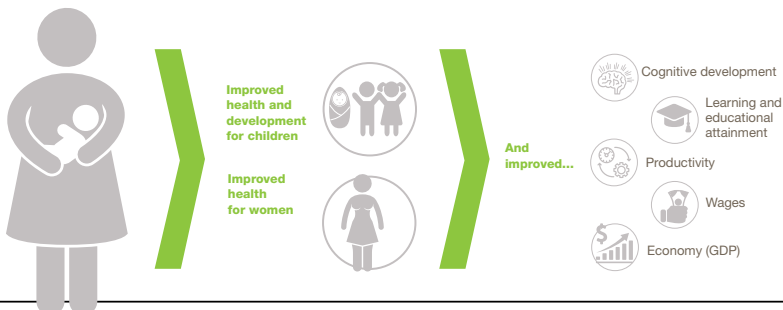 Improved
health and
development
for children
Improved
health
for women
And
improved...
Cognitive development
Learning and
educational
attainment
Productivity
Wages
$
Economy (GDP)